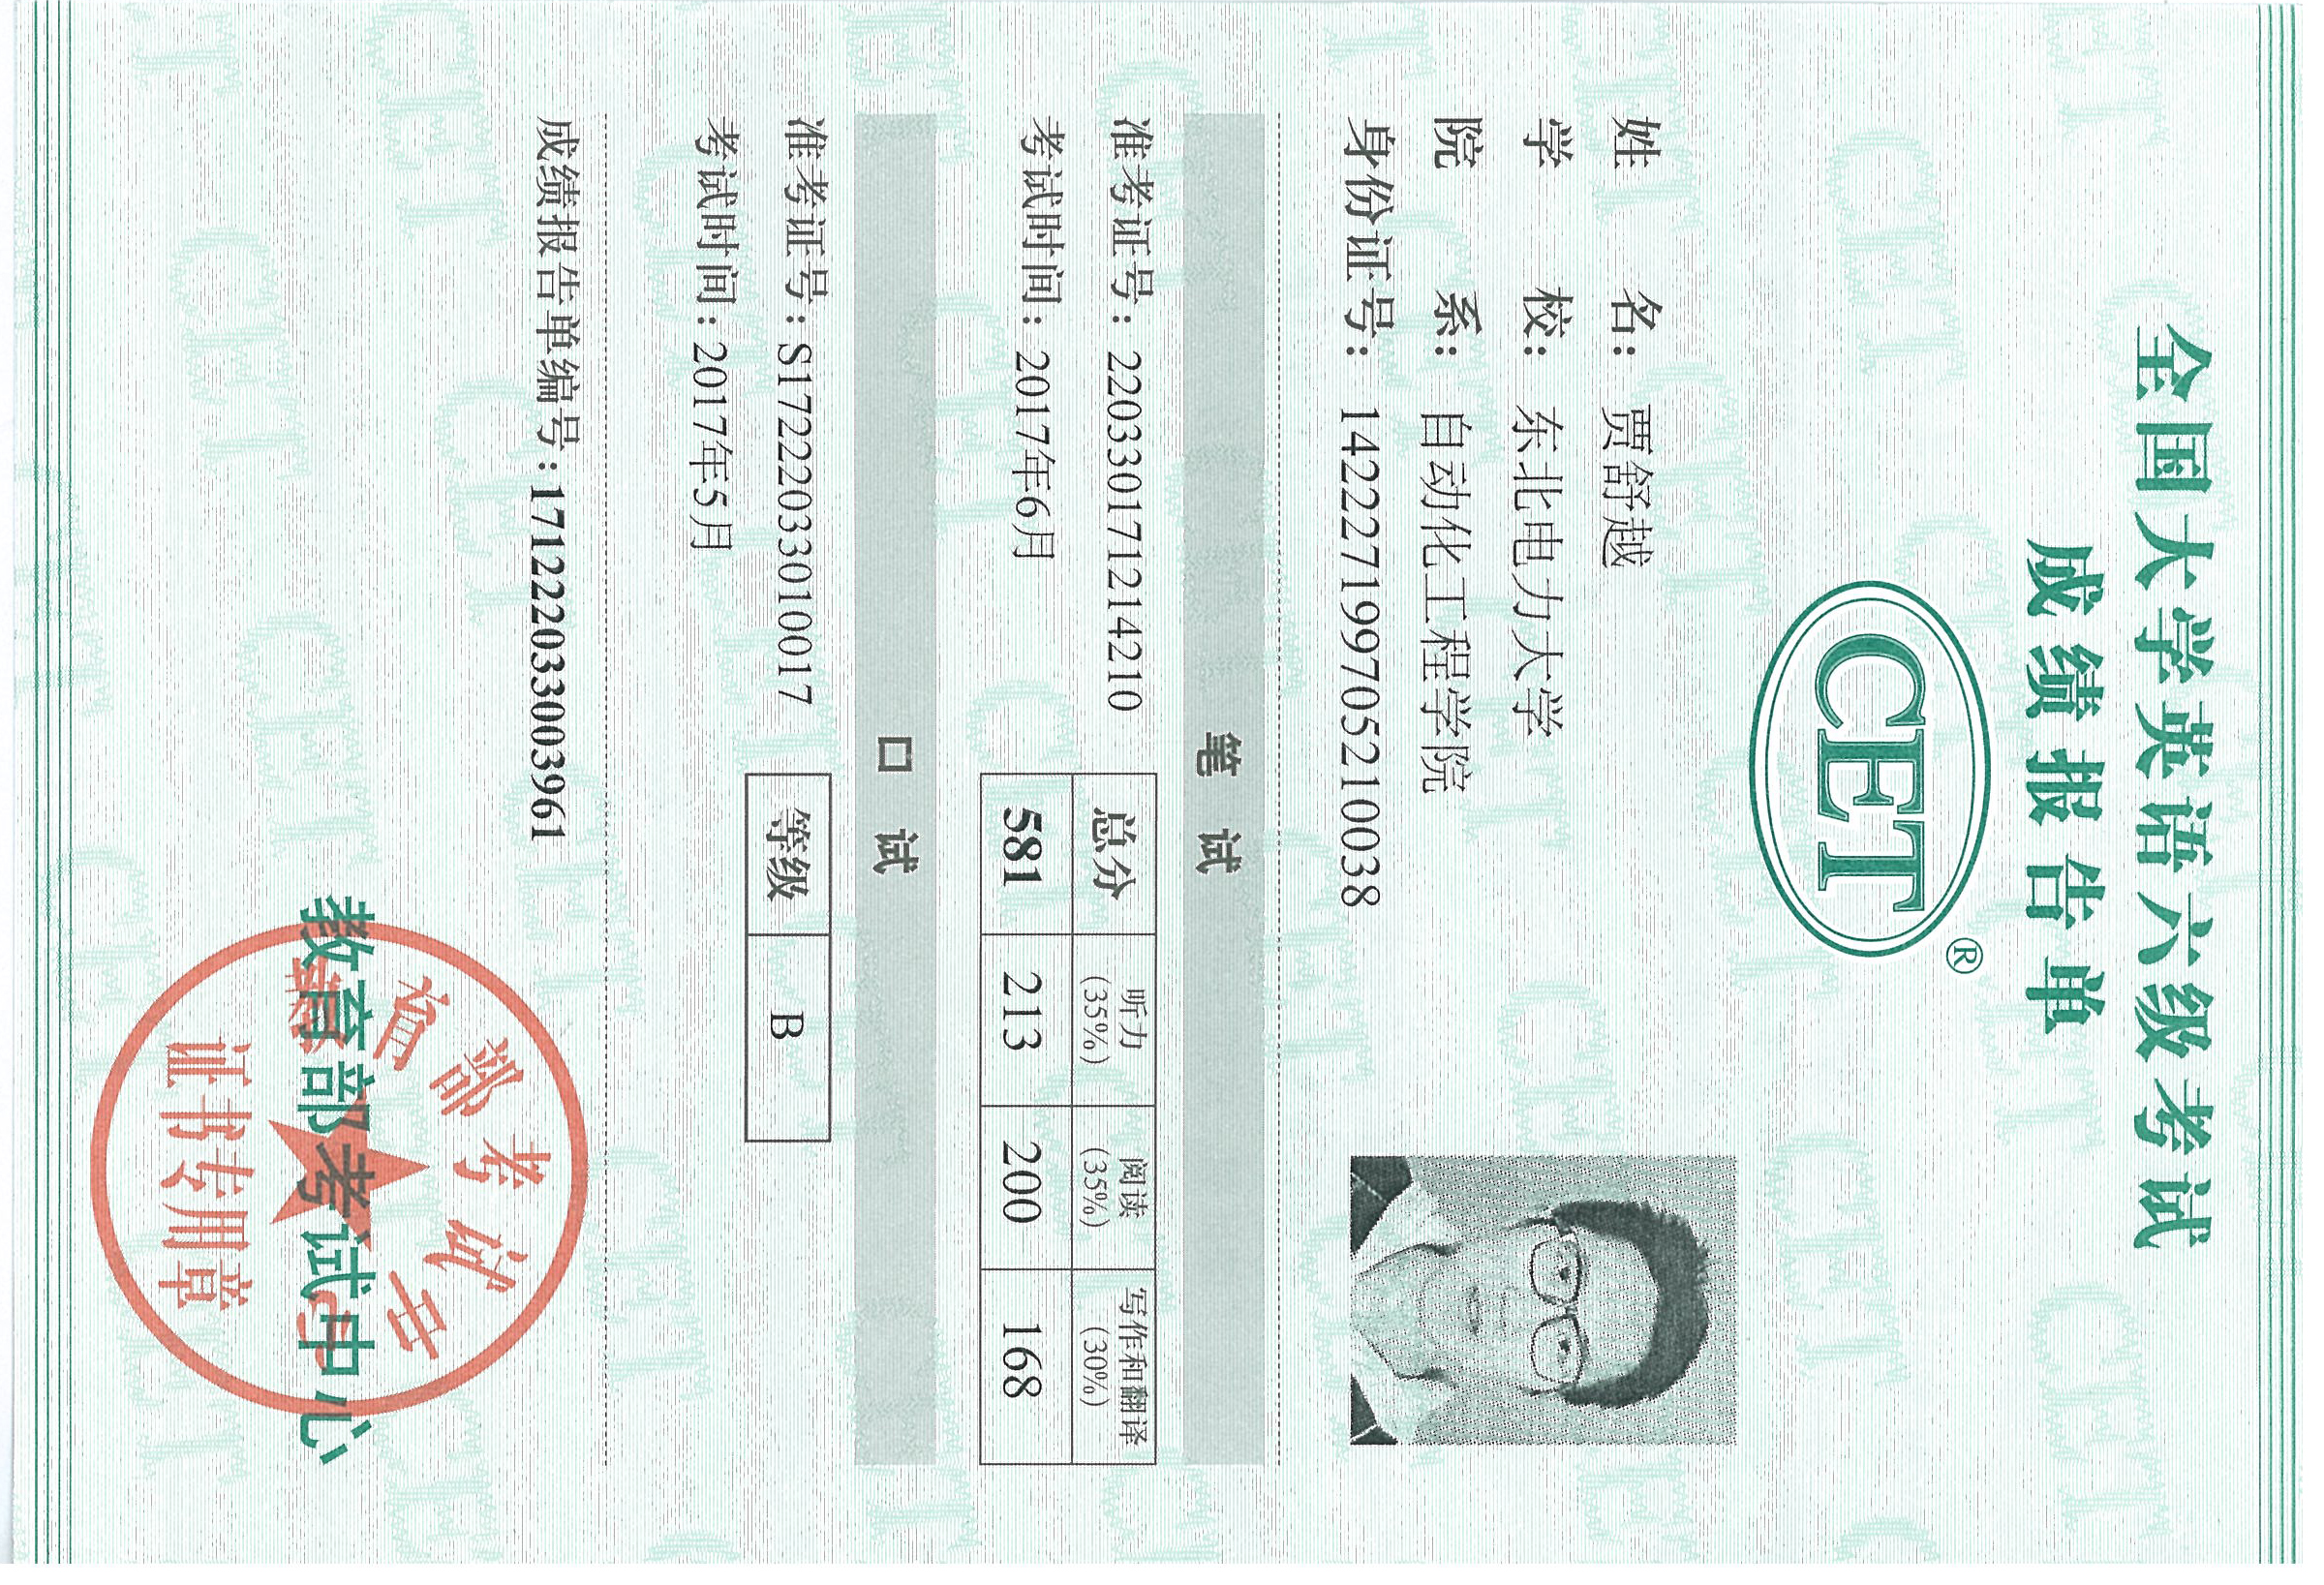 全国大学英语六级考试
成绩报告单
CET®
姓名：贾舒越
学校：东北电力大学
院系：自动化工程学院
身份证号：142227199705210038
笔试
准考证号：220330171214210
考试时间：2017年6月
总分 听力（35%） 阅读（35%） 写作和翻译（30%）
581 213 200 168
口试
准考证号：S17222033010017
等级 B
考试时间：2017年5月
成绩报告单编号：171222033003961
教育部考试中心
教育部考试中心
证书专用章